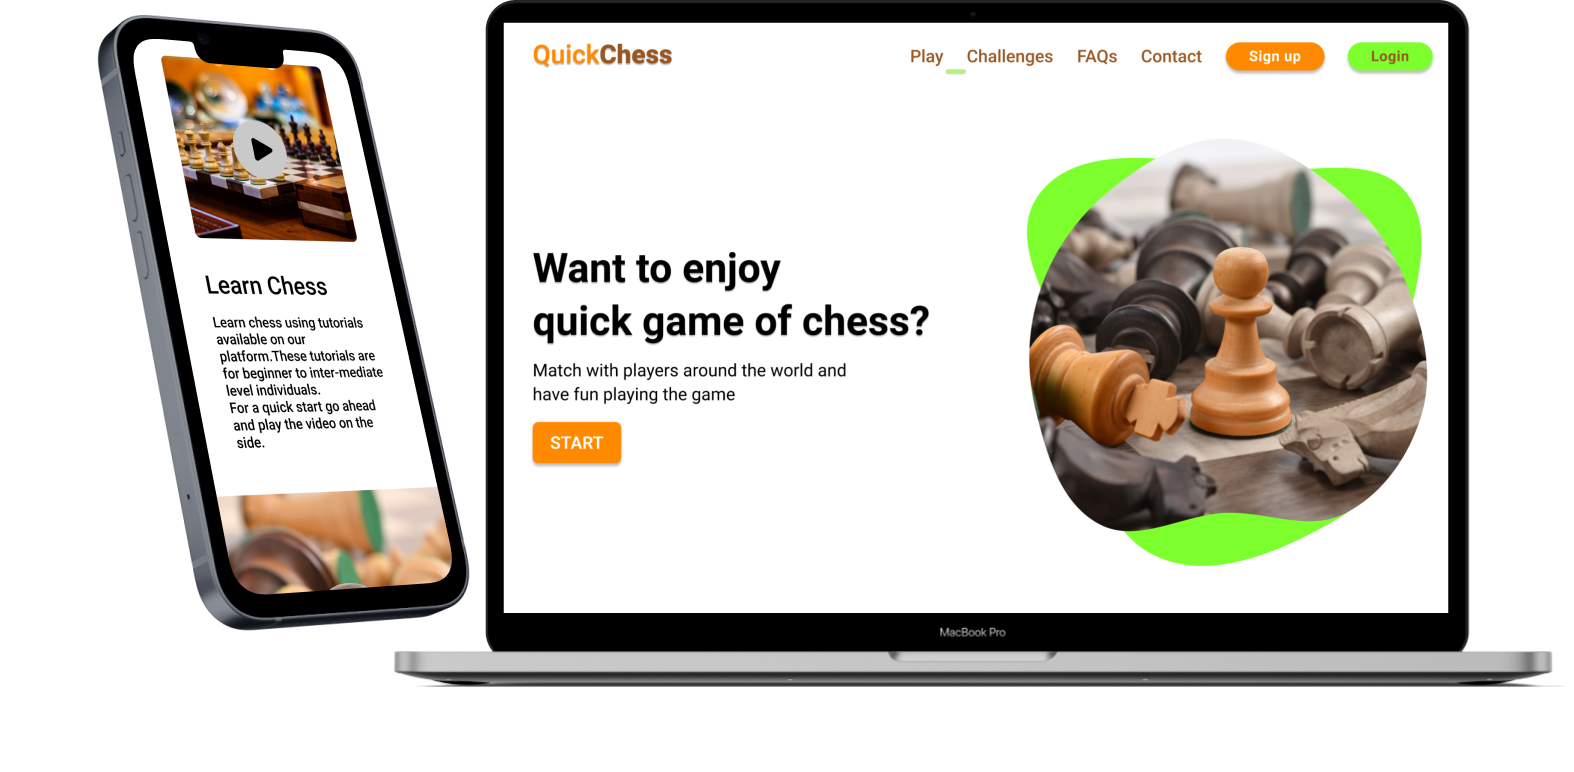 Learn Chess
Learn chess using tutorials
available on our
platform.These tutorials are
for beginner to inter-mediate
level individuals.
For a quick start go ahead
and play the video on the
side.
QuickChess
Play Challenges FAQs Contact Sign up Login
Want to enjoy
quick game of chess?
Match with players around the world and
have fun playing the game
START
MacBook Pro